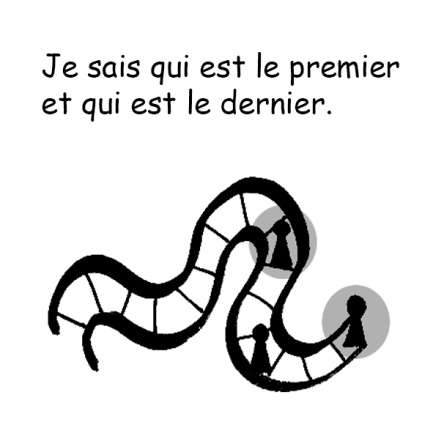 Je sais qui est le premier
et qui est le dernier.